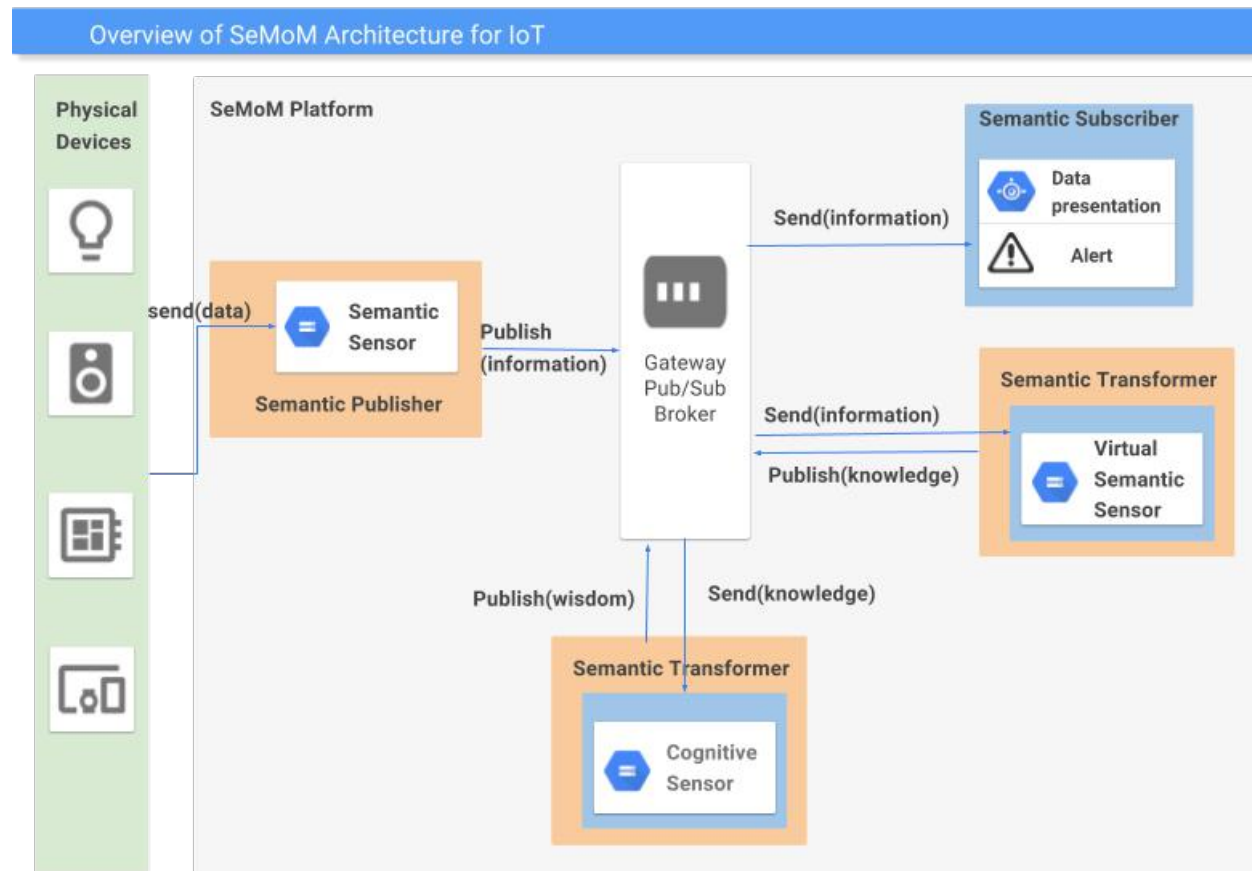 Overview of SeMoM Architecture for IoT
Physical
Devices
SeMoM Platform
send(data)
Semantic
Sensor
Semantic Publisher
Publish
(information)
Gateway
Pub/Sub
Broker
Send(information)
Semantic Subscriber
Data
presentation
Alert
Send(information)
Publish(knowledge)
Semantic Transformer
Virtual
Semantic
Sensor
Publish(wisdom)
Send(knowledge)
Semantic Transformer
Cognitive
Sensor